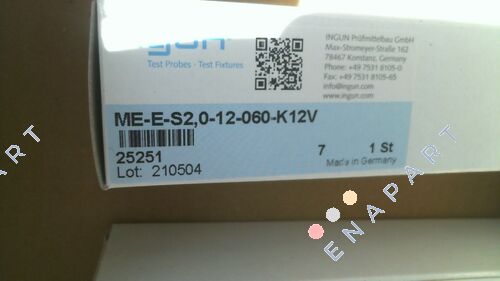 ingun
Test Probes - Test Fixtures
INGUN Prüfmittelbau GmbH
Max-Stromeyer-Straße 162
78467 Konstanz, Germany
Phone: +49 7531 8105-0
Fax: +49 7531 8105-65
info@ingun.com
www.ingun.com
ME-E-S2,0-12-060-K12V
25251
Lot: 210504
7 1 St
Made in Germany
ENAPART
ENAPART